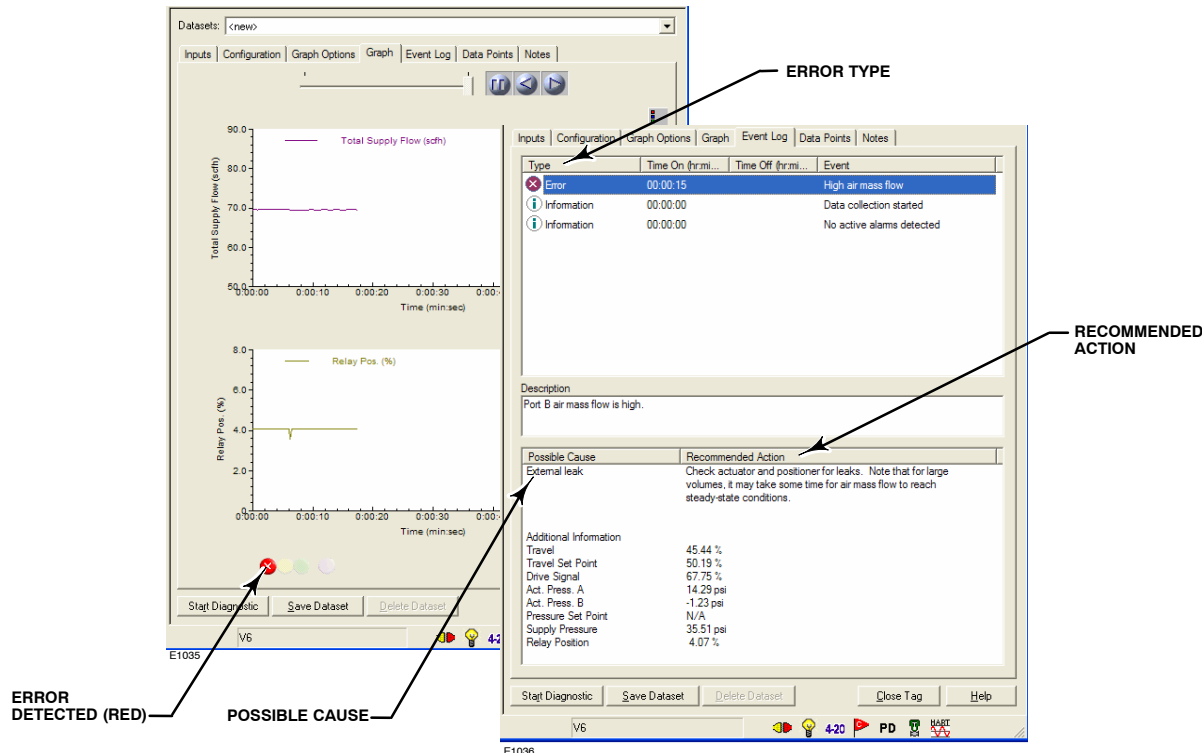 Datasets: <new>
Inputs Configuration Graph Options Graph Event Log Data Points Notes
90.0
80.0
70.0
60.0
50.0
Total Supply Flow (scfh)
Total Supply Flow (scfh)
0:00:00 0:00:10 0:00:20 0:00:30 0:00:
Time (min:sec)
8.0
6.0
4.0
2.0
0
Relay Pos. (%)
Relay Pos. (%)
0:00:00 0:00:10 0:00:20 0:00:30 0:00:
Time (min:sec)
Start Diagnostic Save Dataset Delete Dataset
V6 4-2
E1035
ERROR TYPE
Inputs Configuration Graph Options Graph Event Log Data Points Notes
Type Time On (hr:mi... Time Off (hr:mi... Event
Error 00:00:15 High air mass flow
Information 00:00:00 Data collection started
Information 00:00:00 No active alarms detected
RECOMMENDED
ACTION
Description
Port B air mass flow is high.
Possible Cause Recommended Action
External leak Check actuator and positioner for leaks. Note that for large
volumes, it may take some time for air mass flow to reach
steady-state conditions.
Additional Information
Travel 45.44 %
Travel Set Point 50.19 %
Drive Signal 67.75 %
Act. Press. A 14.29 psi
Act. Press. B -1.23 psi
Pressure Set Point N/A
Supply Pressure 35.51 psi
Relay Position 4.07 %
Start Diagnostic Save Dataset Delete Dataset Close Tag Help
V6 4-20 C PD HART
E1036
ERROR
DETECTED (RED)
POSSIBLE CAUSE